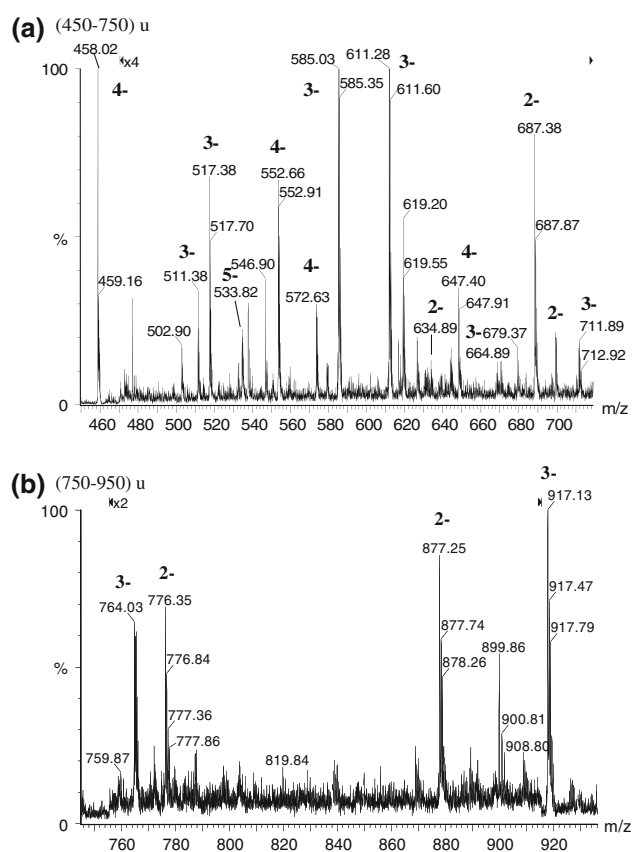 (a) (450-750) u
458.02 x4 585.03 611.28 3-
100
4- 3- 585.35 611.60 2-
687.38
3- 4-
517.38 552.66
552.91 619.20
% 517.70 687.87
3- 546.90 4-
459.16 511.38 5- 4- 619.55 647.40
533.82 572.63 2- 647.91 2- 3-
502.90 634.89 3- 679.37 711.89
664.89 712.92
0
460 480 500 520 540 560 580 600 620 640 660 680 700 m/z
(b) (750-950) u
3-
x2
100 2- 917.13
877.25
3- 2-
764.03 776.35 917.47
877.74 917.79
% 776.84 878.26 899.86
777.36 900.81
759.87 777.86 819.84 908.80
0
760 780 800 820 840 860 880 900 920 m/z